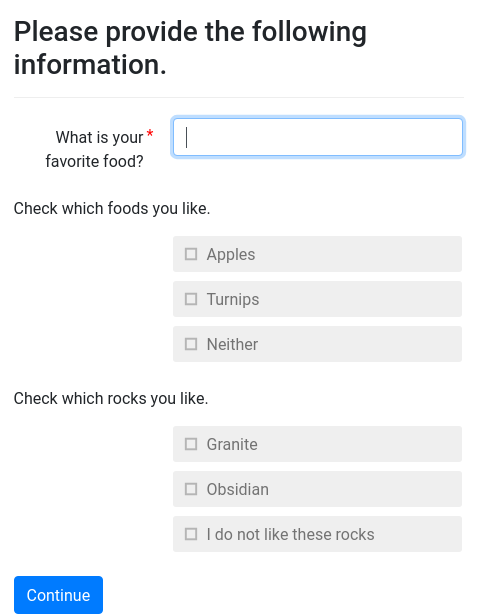 Please provide the following
information.
What is your *
favorite food?
Check which foods you like.
Apples
Turnips
Neither
Check which rocks you like.
Granite
Obsidian
I do not like these rocks
Continue